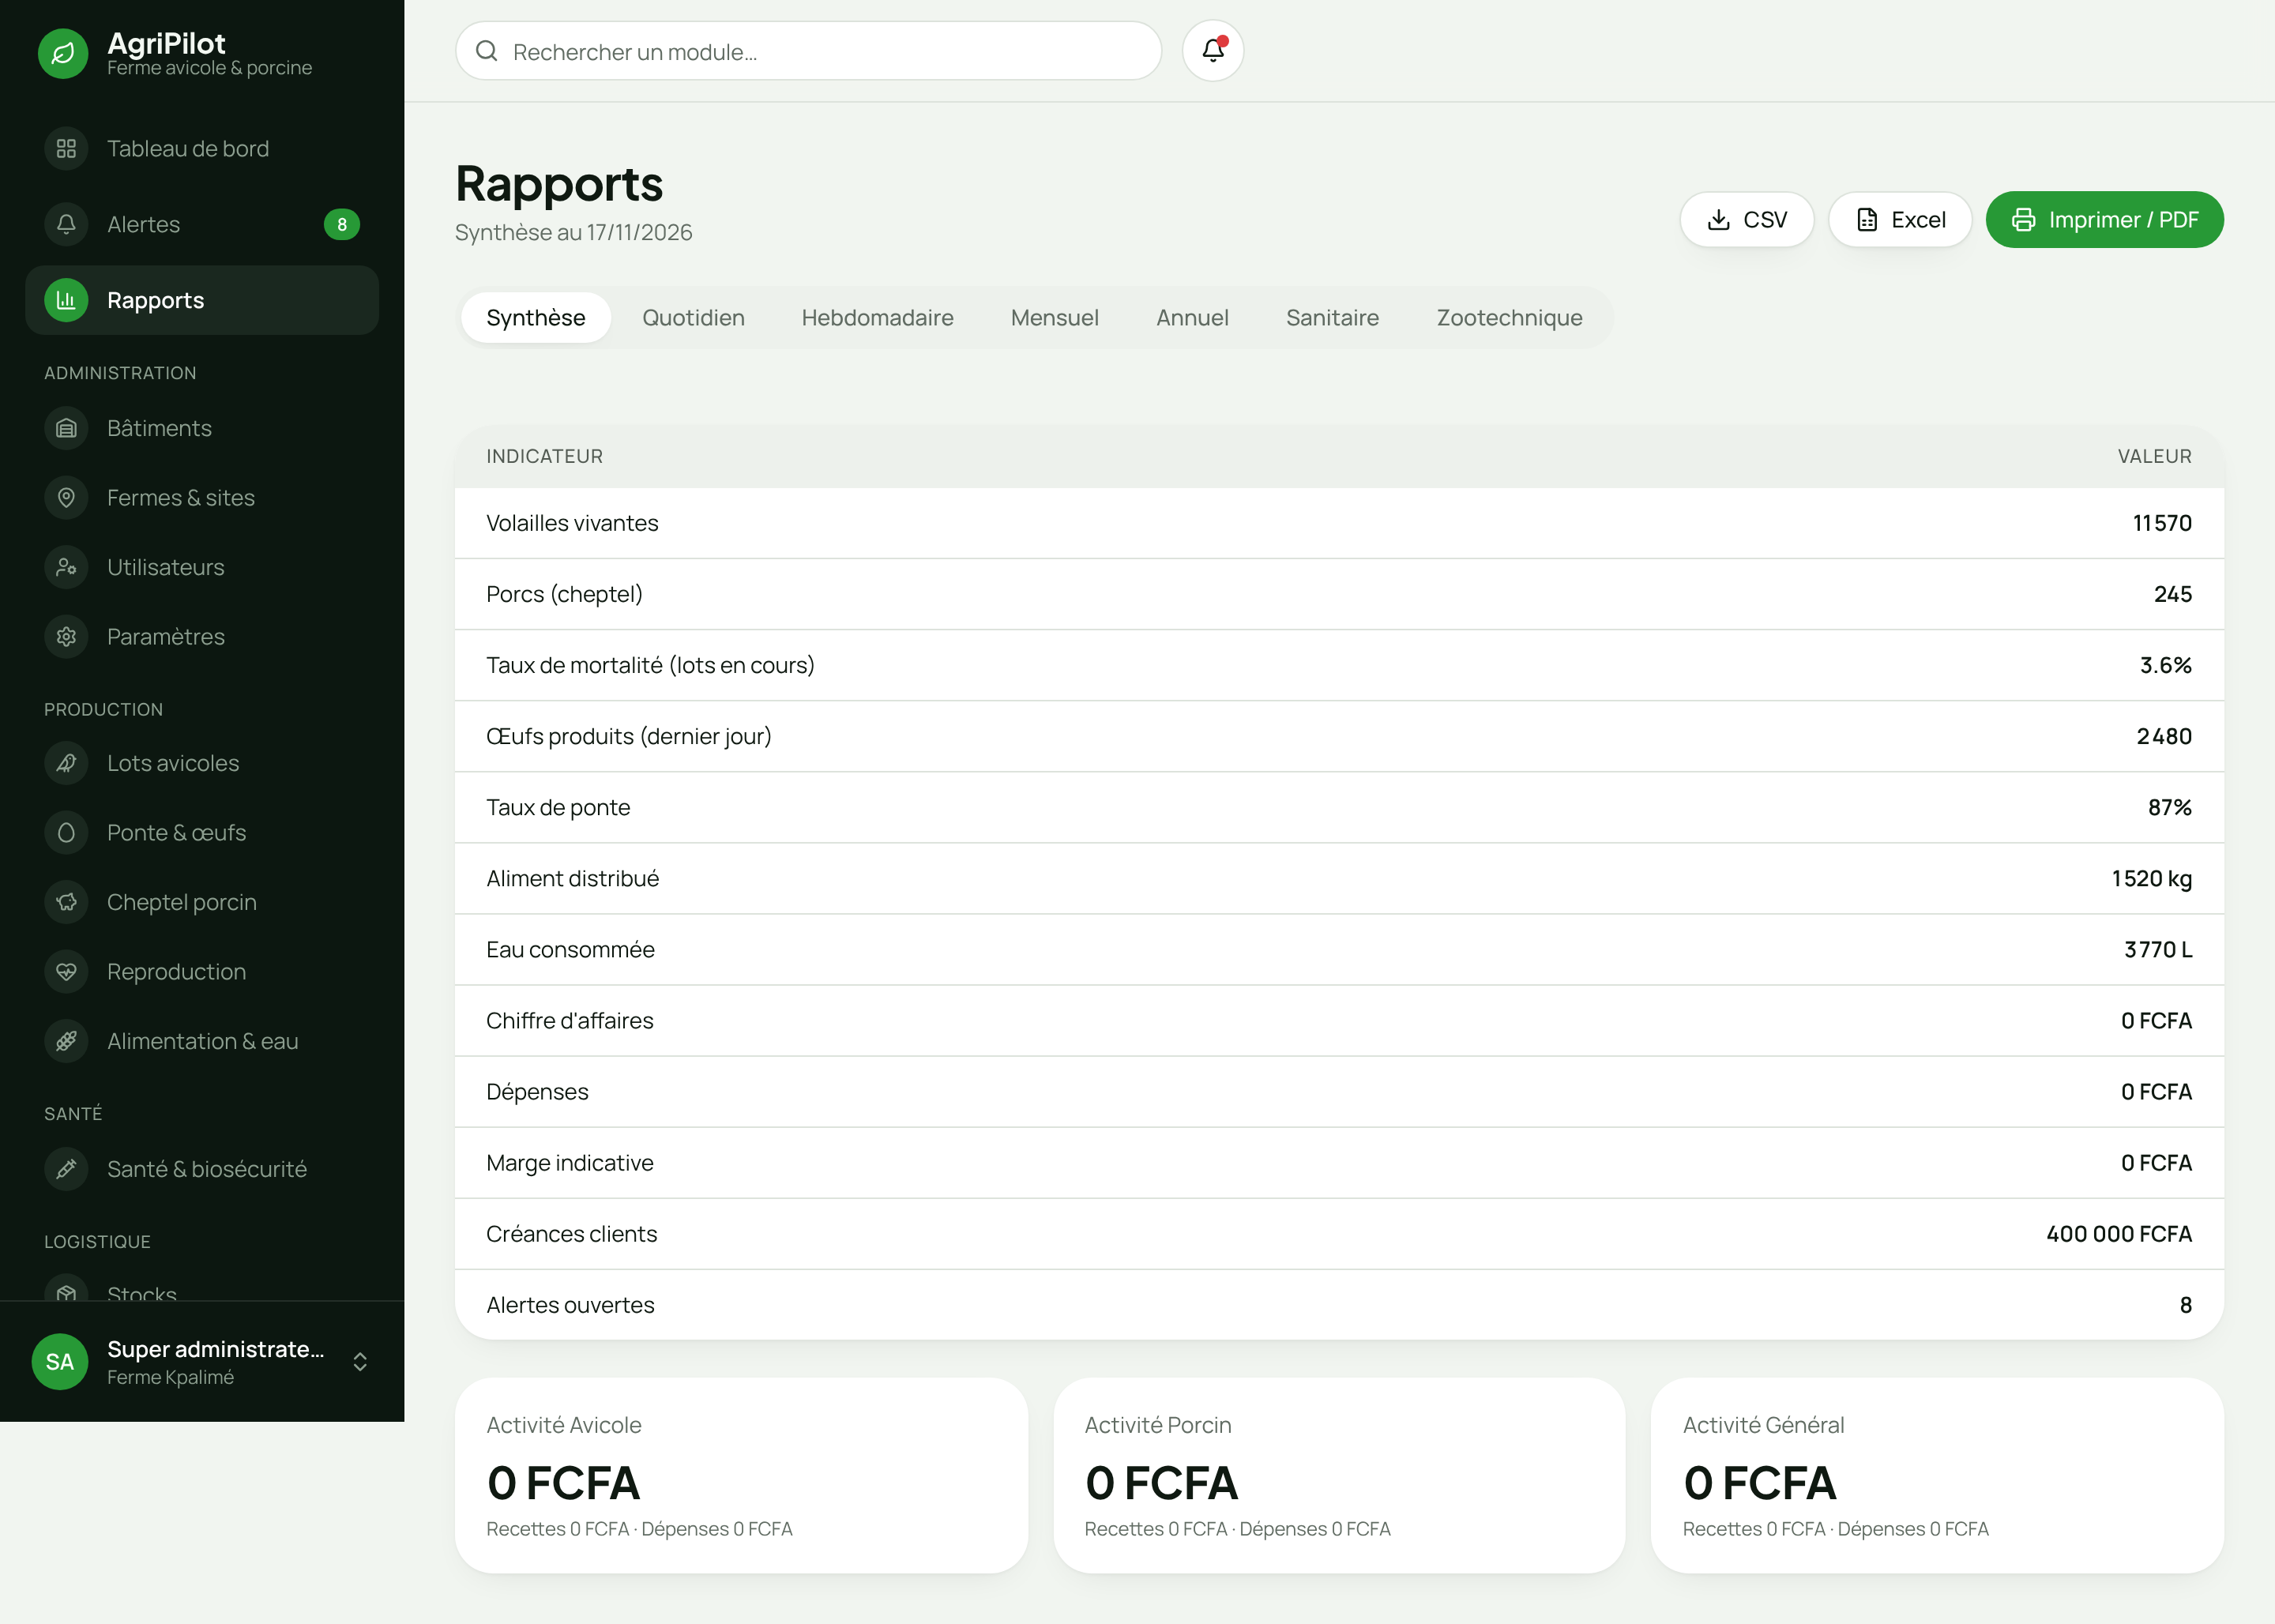 AgriPilot
Ferme avicole & porcine
Tableau de bord
Alertes 8
Rapports
ADMINISTRATION
Bâtiments
Fermes & sites
Utilisateurs
Paramètres
PRODUCTION
Lots avicoles
Ponte & œufs
Cheptel porcin
Reproduction
Alimentation & eau
SANTÉ
Santé & biosécurité
LOGISTIQUE
Stocks
SA Super administrate...
Ferme Kpalimé
Rechercher un module...
Rapports
Synthèse au 17/11/2026
CSV Excel Imprimer / PDF
Synthèse Quotidien Hebdomadaire Mensuel Annuel Sanitaire Zootechnique
INDICATEUR VALEUR
Volailles vivantes 11 570
Porcs (cheptel) 245
Taux de mortalité (lots en cours) 3.6%
Œufs produits (dernier jour) 2 480
Taux de ponte 87%
Aliment distribué 1 520 kg
Eau consommée 3 770 L
Chiffre d'affaires 0 FCFA
Dépenses 0 FCFA
Marge indicative 0 FCFA
Créances clients 400 000 FCFA
Alertes ouvertes 8
Activité Avicole
0 FCFA
Recettes 0 FCFA · Dépenses 0 FCFA
Activité Porcin
0 FCFA
Recettes 0 FCFA · Dépenses 0 FCFA
Activité Général
0 FCFA
Recettes 0 FCFA · Dépenses 0 FCFA